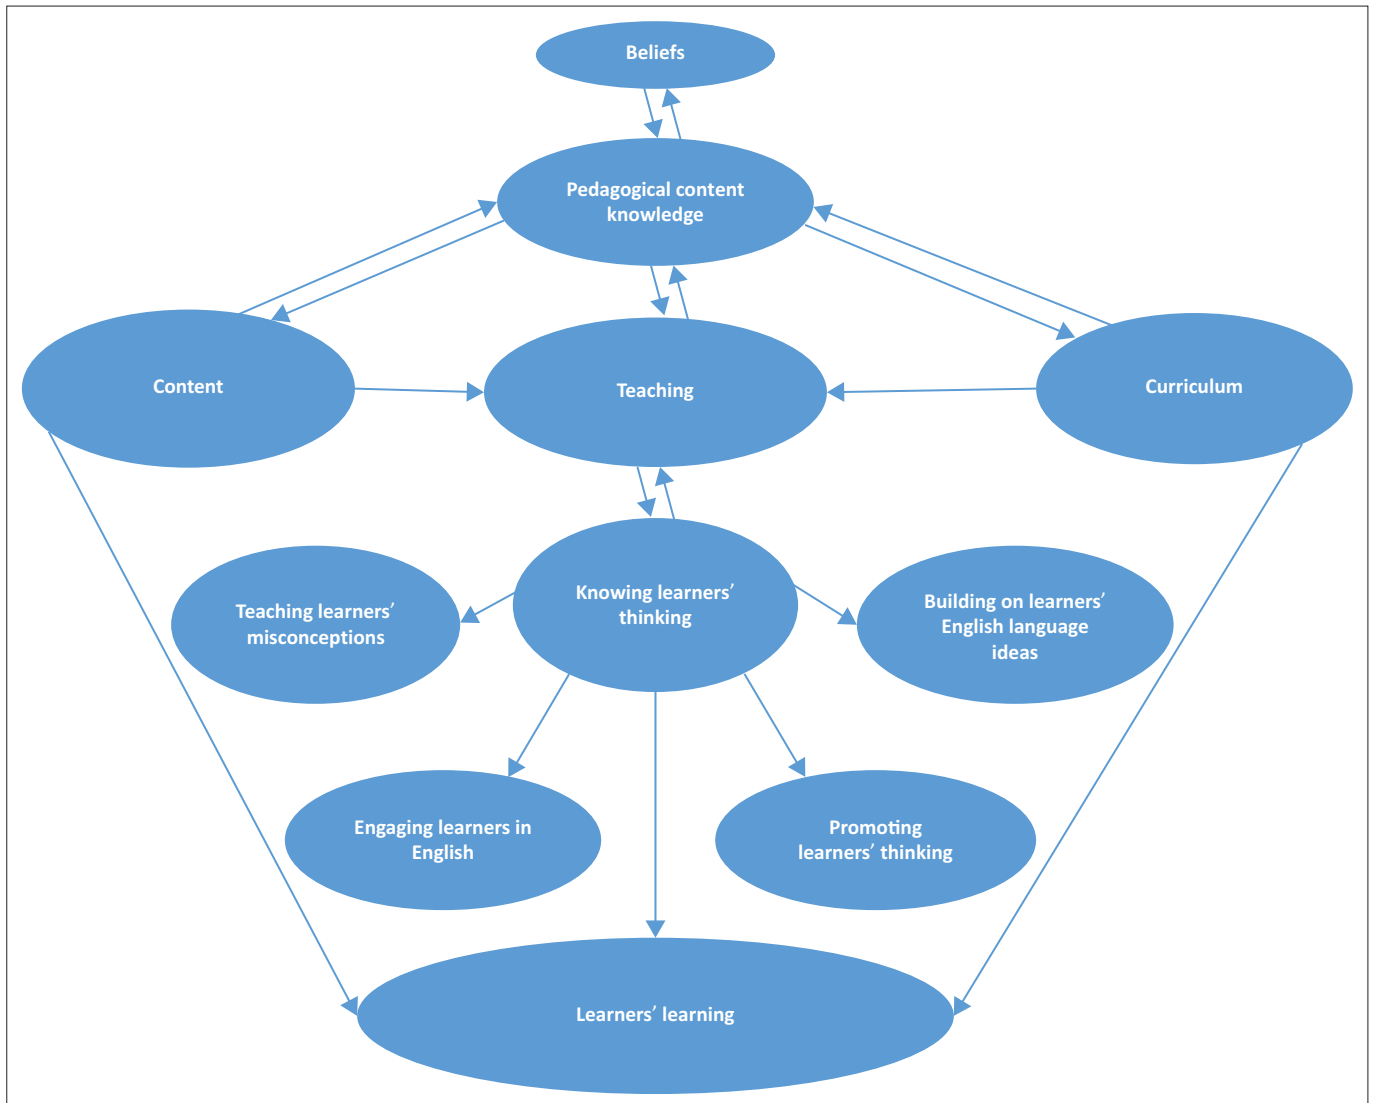 Beliefs
Pedagogical content
knowledge
Content
Teaching
Curriculum
Knowing learners′
thinking
Teaching learners′
misconceptions
Building on learners′
English language
ideas
Engaging learners in
English
Promoting
learners′ thinking
Learners′ learning